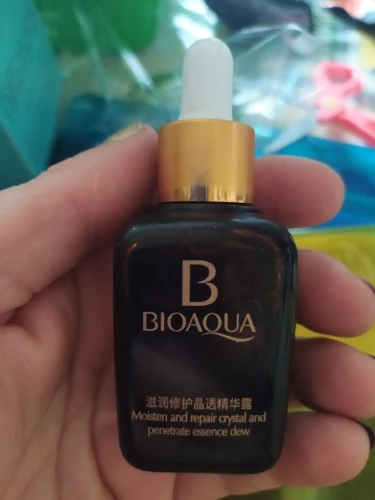 B
BIOAQUA
滋润修护晶透精华露
Moisten and repair crystal and
penetrate essence dew